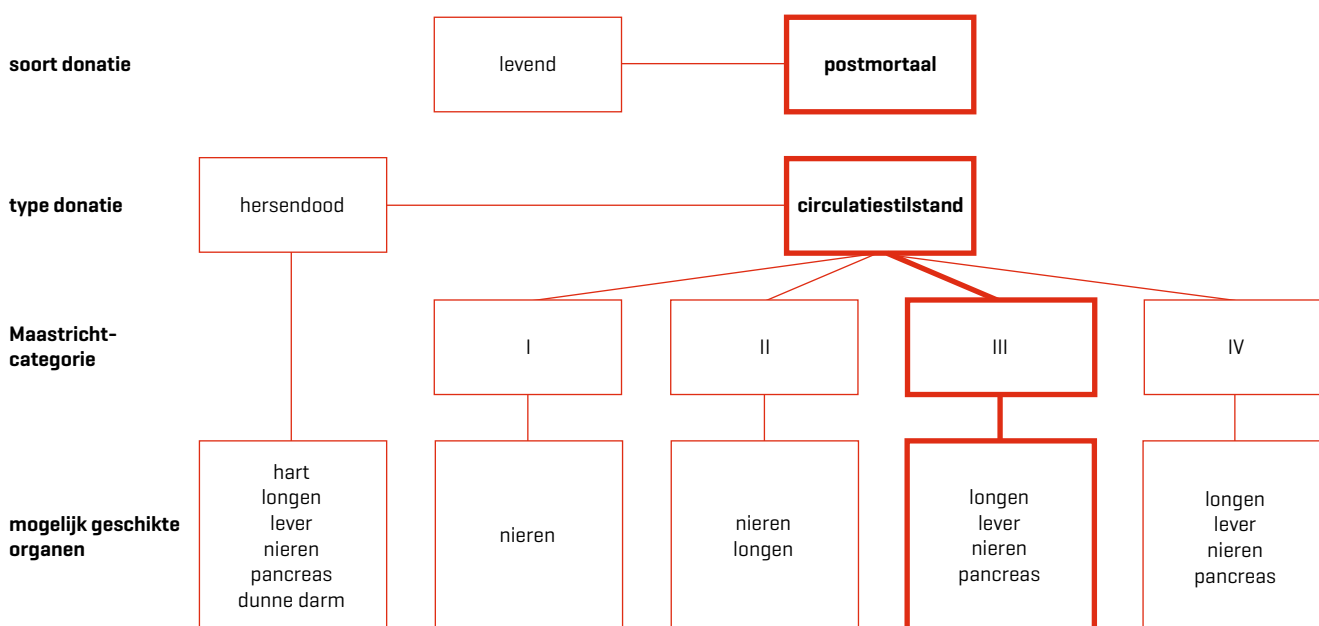 soort donatie
levend
postmortaal
type donatie
hersendood
circulatiestilstand
Maastricht-
categorie
I
II
III
IV
mogelijk geschikte
organen
hart
longen
lever
nieren
pancreas
dunne darm
nieren
nieren
longen
longen
lever
nieren
pancreas
longen
lever
nieren
pancreas